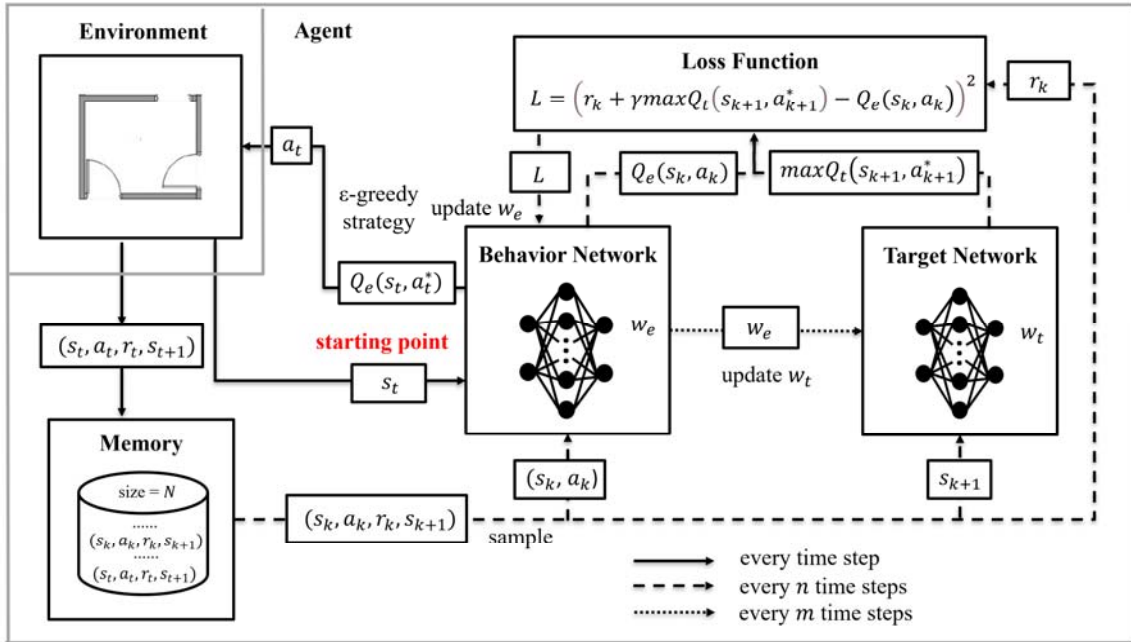 Environment
Agent
Loss Function
L = (r_k + γmaxQ_t(s_{k+1}, a^*_{k+1}) − Q_e(s_k, a_k))^2
r_k
a_t
L
Q_e(s_k, a_k)
maxQ_t(s_{k+1}, a^*_{k+1})
ε-greedy
strategy
update w_e
Behavior Network
Target Network
Q_e(s_t, a^*_t)
w_e
w_e
w_t
(s_t, a_t, r_t, s_{t+1})
starting point
update w_t
s_t
Memory
size = N
......
(s_k, a_k, r_k, s_{k+1})
......
(s_t, a_t, r_t, s_{t+1})
(s_k, a_k)
s_{k+1}
(s_k, a_k, r_k, s_{k+1})
sample
every time step
every n time steps
every m time steps